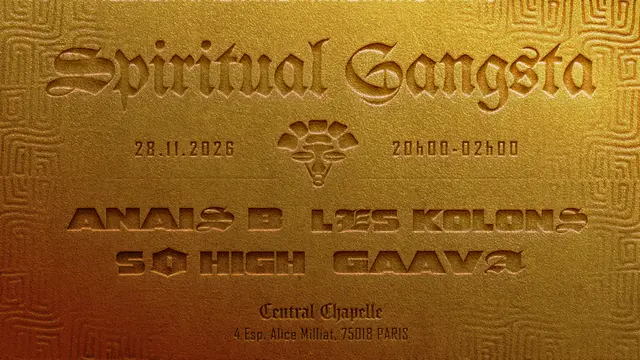 Spiritual Gangsta
28.11.2026 20h00-02h00
ANAIS B LES KOLONS
SO HIGH GAAVA
Central Chapelle
4 Esp. Alice Milliat, 75018 PARIS